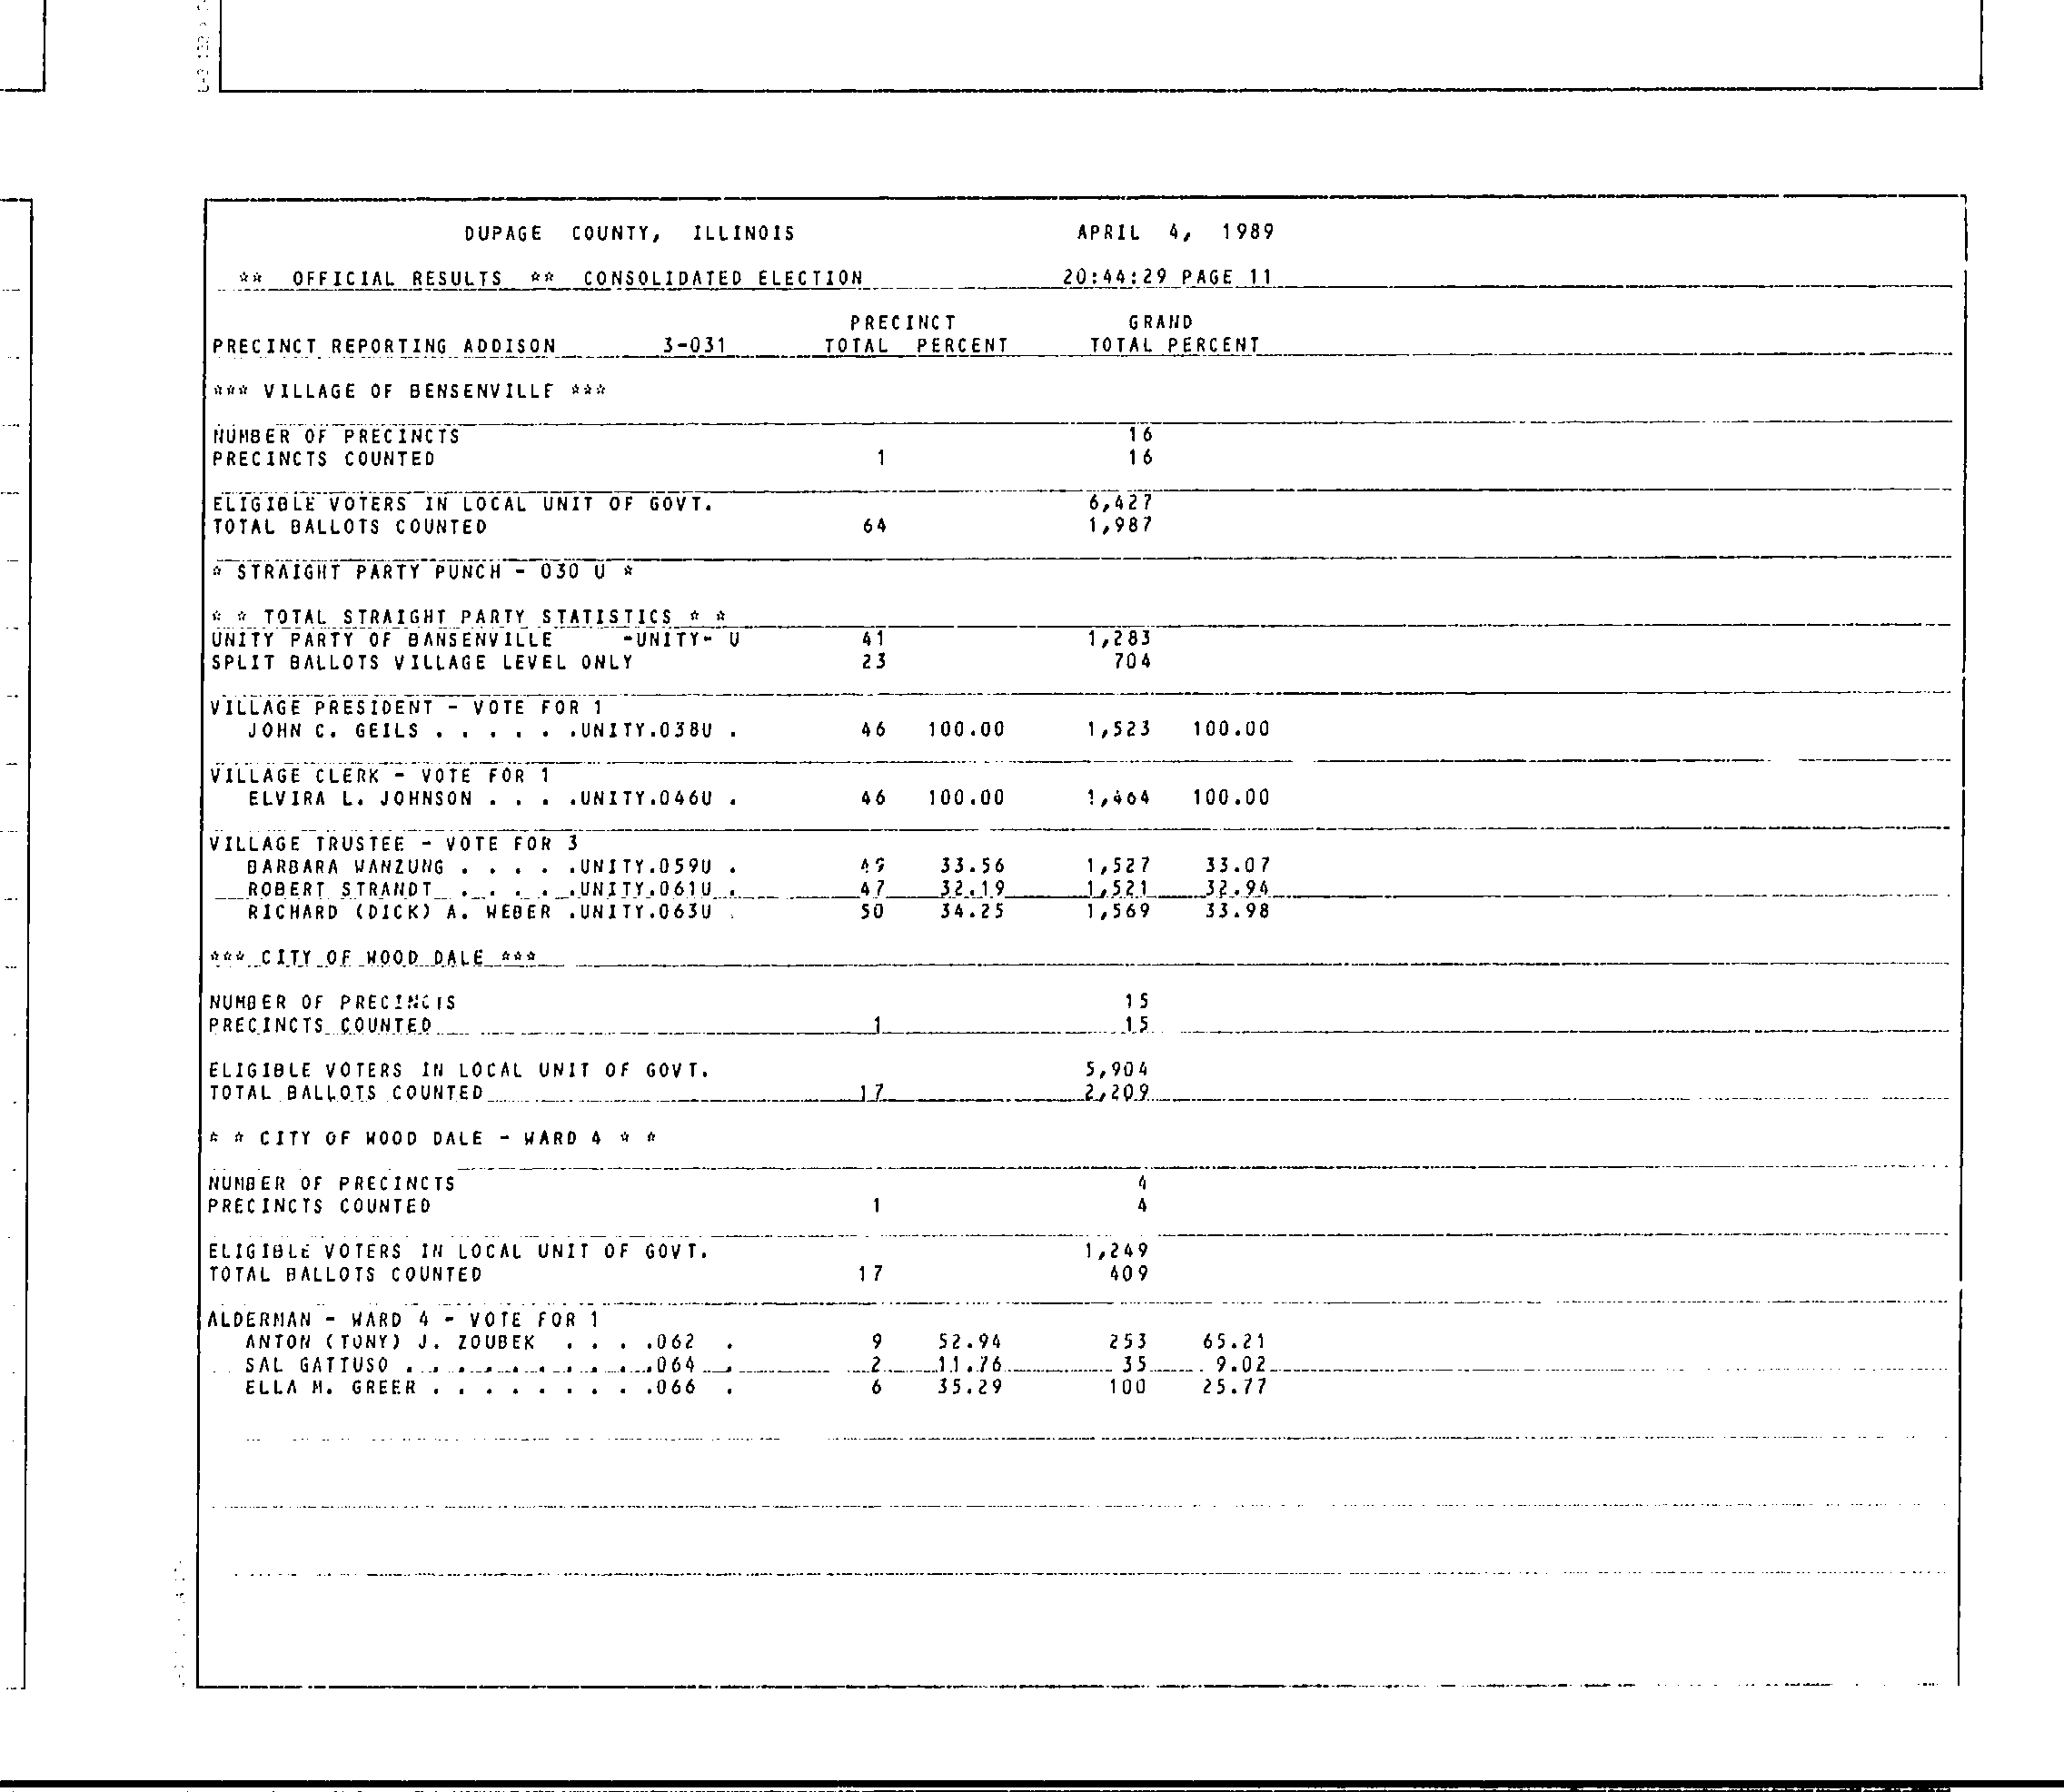 DUPAGE COUNTY, ILLINOIS APRIL 4, 1989
** OFFICIAL RESULTS ** CONSOLIDATED ELECTION 20:44:29 PAGE 11
PRECINCT GRAND
PRECINCT REPORTING ADDISON 3-031 TOTAL PERCENT TOTAL PERCENT
*** VILLAGE OF BENSENVILLE ***
NUMBER OF PRECINCTS 16
PRECINCTS COUNTED 1 16
ELIGIBLE VOTERS IN LOCAL UNIT OF GOVT. 6,427
TOTAL BALLOTS COUNTED 64 1,987
* STRAIGHT PARTY PUNCH - 030 U *
* * TOTAL STRAIGHT PARTY STATISTICS * *
UNITY PARTY OF BANSENVILLE -UNITY- U 41 1,283
SPLIT BALLOTS VILLAGE LEVEL ONLY 23 704
VILLAGE PRESIDENT - VOTE FOR 1
JOHN C. GEILS . . . . . .UNITY.038U . 46 100.00 1,523 100.00
VILLAGE CLERK - VOTE FOR 1
ELVIRA L. JOHNSON . . . .UNITY.046U . 46 100.00 1,464 100.00
VILLAGE TRUSTEE - VOTE FOR 3
BARBARA WANZUNG . . . . .UNITY.059U . 49 33.56 1,527 33.07
ROBERT STRANDT . . . . .UNITY.061U . 47 32.19 1,521 32.94
RICHARD (DICK) A. WEBER .UNITY.063U . 50 34.25 1,569 33.98
*** CITY OF WOOD DALE ***
NUMBER OF PRECINCTS 15
PRECINCTS COUNTED 1 15
ELIGIBLE VOTERS IN LOCAL UNIT OF GOVT. 5,904
TOTAL BALLOTS COUNTED 17 2,209
* * CITY OF WOOD DALE - WARD 4 * *
NUMBER OF PRECINCTS 4
PRECINCTS COUNTED 1 4
ELIGIBLE VOTERS IN LOCAL UNIT OF GOVT. 1,249
TOTAL BALLOTS COUNTED 17 409
ALDERMAN - WARD 4 - VOTE FOR 1
ANTON (TONY) J. ZOUBEK . . . .062 . 9 52.94 253 65.21
SAL GATTUSO . . . . . . . . . .064 . 2 11.76 35 9.02
ELLA M. GREER . . . . . . . . .066 . 6 35.29 100 25.77